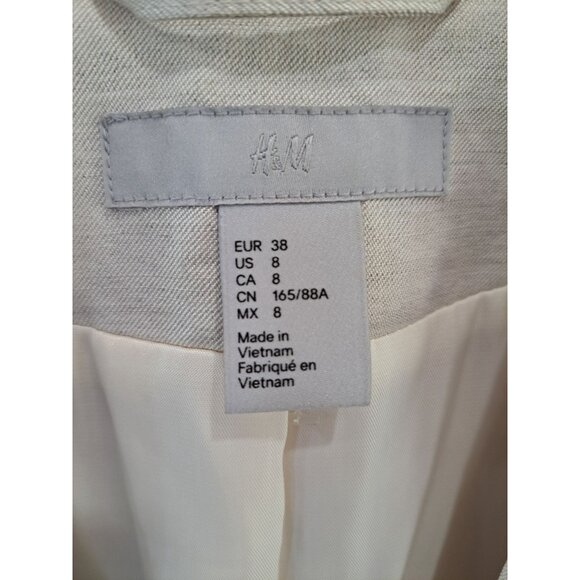 H&M
EUR 38
US 8
CA 8
CN 165/88A
MX 8
Made in
Vietnam
Fabriqué en
Vietnam